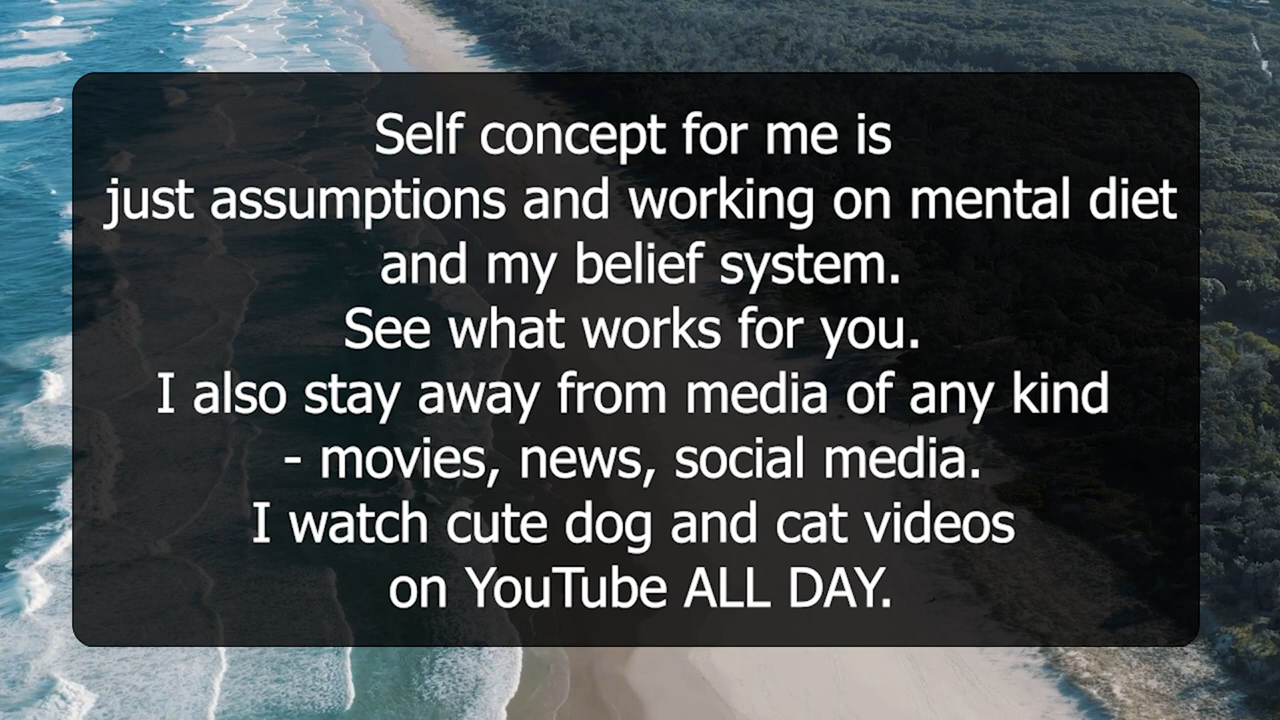 Self concept for me is
just assumptions and working on mental diet
and my belief system.
See what works for you.
I also stay away from media of any kind
- movies, news, social media.
I watch cute dog and cat videos
on YouTube ALL DAY.